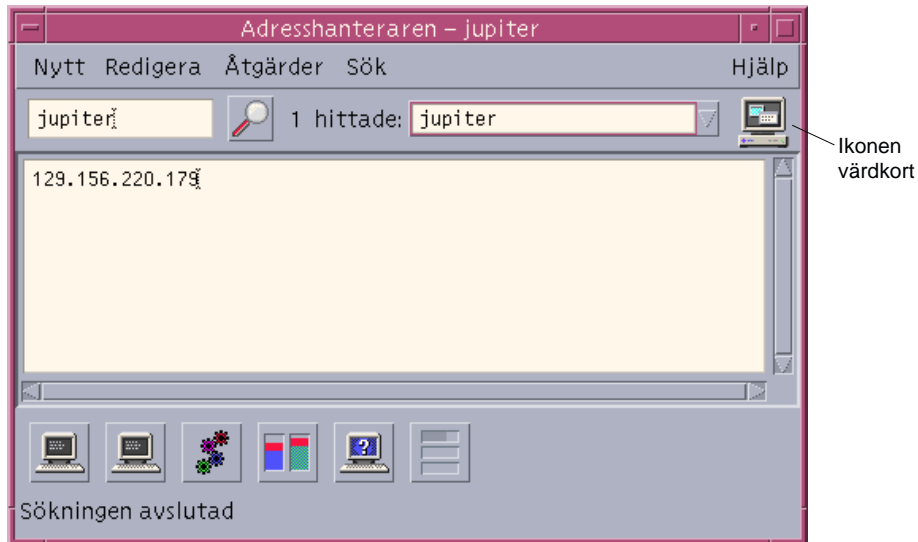 Adresshanteraren – jupiter
Nytt Redigera Åtgärder Sök Hjälp
jupiter 1 hittade: jupiter
Ikonen
värdkort
129.156.220.179
Sökningen avslutad